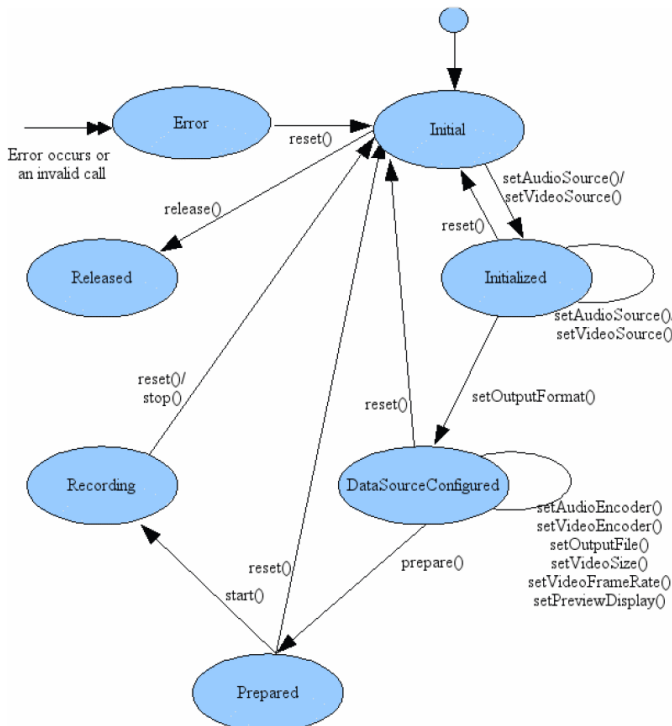 Error
Initial
reset()
Error occurs or
an invalid call
setAudioSource()/
setVideoSource()
release()
reset()
Released
Initialized
setAudioSource()/
setVideoSource()
reset()/
stop()
reset()
setOutputFormat()
Recording
DataSourceConfigured
setAudioEncoder()
setVideoEncoder()
setOutputFile()
setVideoSize()
setVideoFrameRate()
setPreviewDisplay()
reset()
prepare()
start()
Prepared